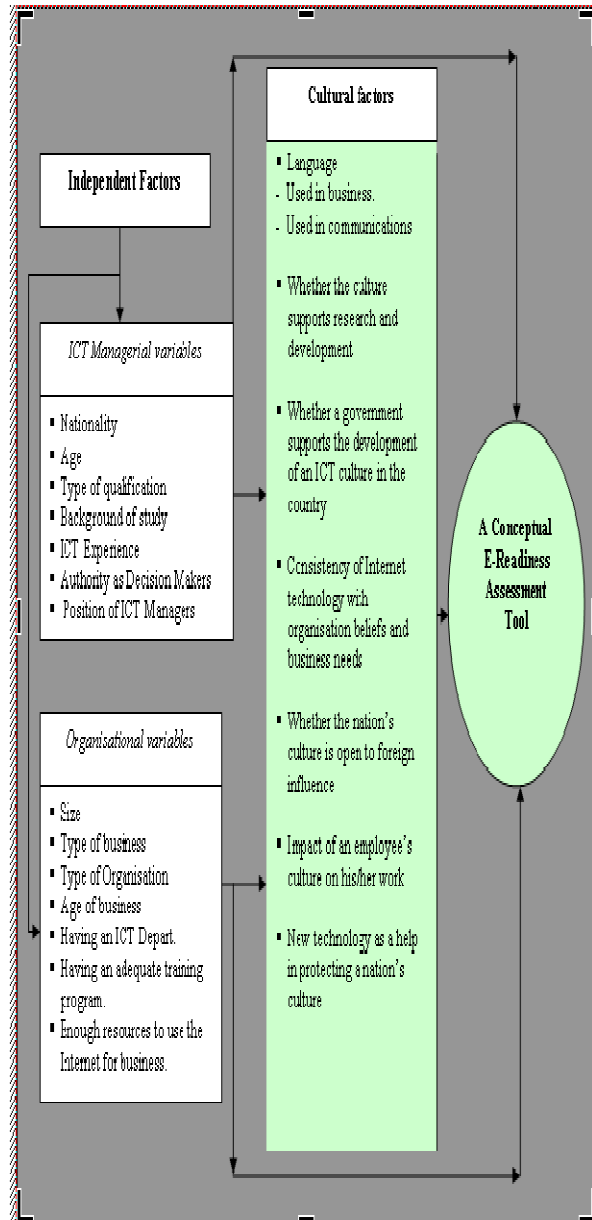 Independent Factors
ICT Managerial variables
▪ Nationality
▪ Age
▪ Type of qualification
▪ Background of study
▪ ICT Experience
▪ Authority as Decision Makers
▪ Position of ICT Managers
Organisational variables
▪ Size
▪ Type of business
▪ Type of Organisation
▪ Age of business
▪ Having an ICT Depart.
▪ Having an adequate training
program.
▪ Enough resources to use the
Internet for business.
Cultural factors
▪ Language
- Used in business.
- Used in communications
▪ Whether the culture
supports research and
development
▪ Whether a government
supports the development
of an ICT culture in the
country
▪ Consistency of Internet
technology with
organisation beliefs and
business needs
▪ Whether the nation's
culture is open to foreign
influence
▪ Impact of an employee's
culture on his/her work
▪ New technology as a help
in protecting a nation's
culture
A Conceptual
E-Readiness
Assessment
Tool